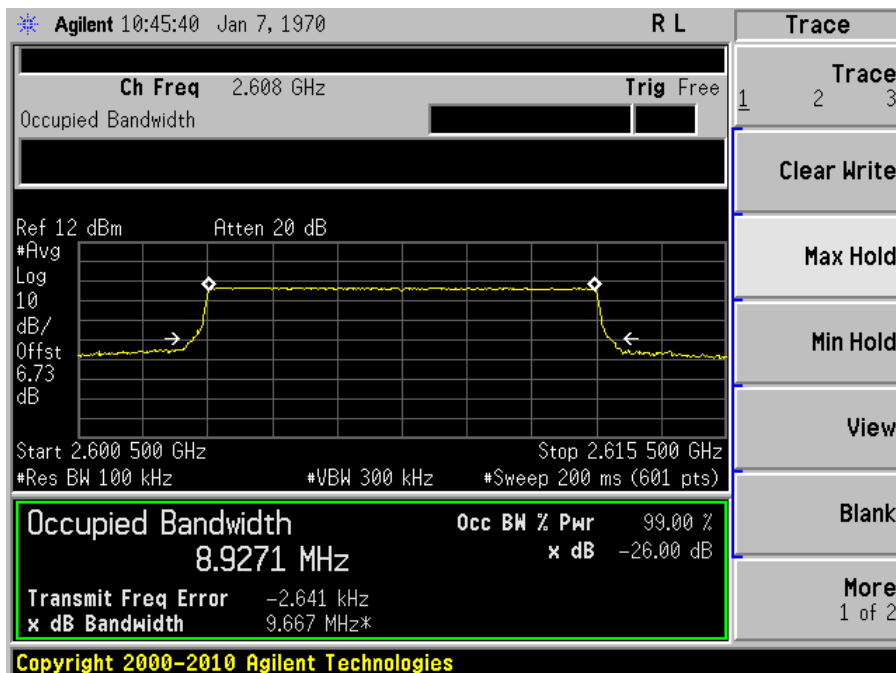 Agilent 10:45:40 Jan 7, 1970 R L
Trace
Ch Freq 2.608 GHz Trig Free
Occupied Bandwidth
Trace
1 2 3
Clear Write
Max Hold
Min Hold
View
Blank
More
1 of 2
Ref 12 dBm Atten 20 dB
#Avg
Log
10
dB/
Offst
6.73
dB
Start 2.600 500 GHz Stop 2.615 500 GHz
#Res BW 100 kHz #VBW 300 kHz #Sweep 200 ms (601 pts)
Occupied Bandwidth Occ BW % Pwr 99.00 %
8.9271 MHz x dB -26.00 dB
Transmit Freq Error -2.641 kHz
x dB Bandwidth 9.667 MHz*
Copyright 2000-2010 Agilent Technologies